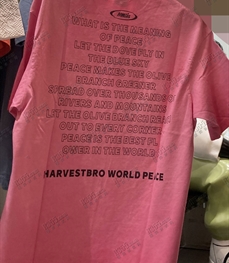 WHAT IS THE MEANING
OF PEACE
LET THE DOVE FLY IN
THE BLUE SKY
PEACE MAKES THE OLIVE
BRANCH GREENER
SPREAD OVER THOUSANDS
RIVERS AND MOUNTAINS
LET THE OLIVE BRANCH
OUT TO EVERY CORNER
PEACE IS THE BEST FL
OWER IN THE WORLD
HARVESTBRO WORLD PEACE